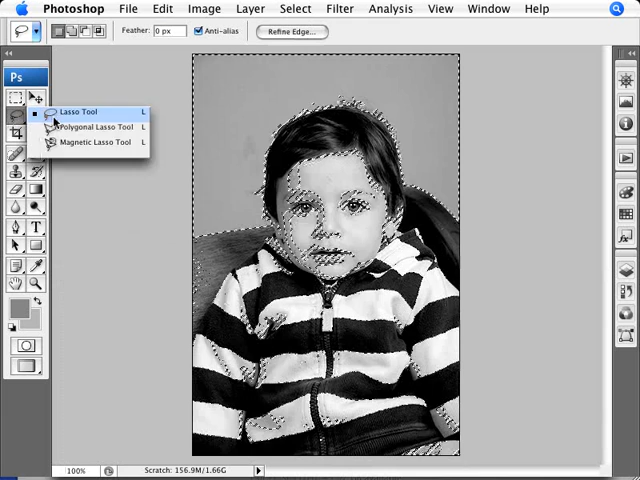 Photoshop File Edit Image Layer Select Filter Analysis View Window Help
Feather: 0 px Anti-alias Refine Edge...
Ps
Lasso Tool L
Polygonal Lasso Tool L
Magnetic Lasso Tool L
T
100% Scratch: 156.9M/1.66G